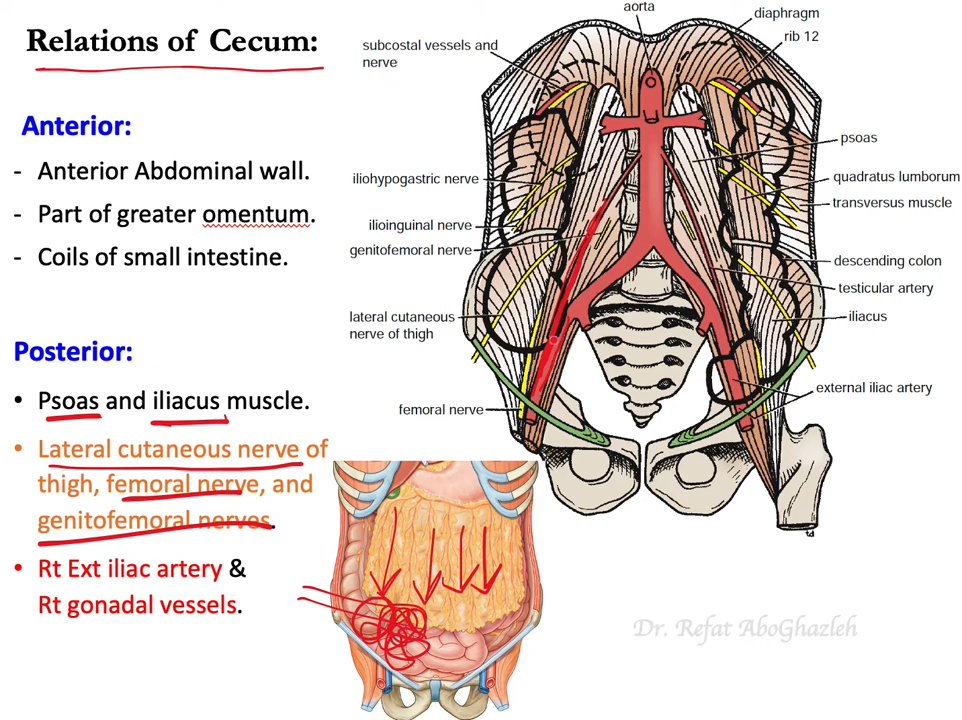 Relations of Cecum:
Anterior:
- Anterior Abdominal wall.
- Part of greater omentum.
- Coils of small intestine.
Posterior:
• Psoas and iliacus muscle.
• Lateral cutaneous nerve of
thigh, femoral nerve, and
genitofemoral nerves.
• Rt Ext iliac artery &
Rt gonadal vessels.
aorta
diaphragm
rib 12
subcostal vessels and
nerve
psoas
iliohypogastric nerve
quadratus lumborum
transversus muscle
ilioinguinal nerve
genitofemoral nerve
descending colon
testicular artery
lateral cutaneous
nerve of thigh
iliacus
external iliac artery
femoral nerve
td
Dr. Refat AboGhazleh